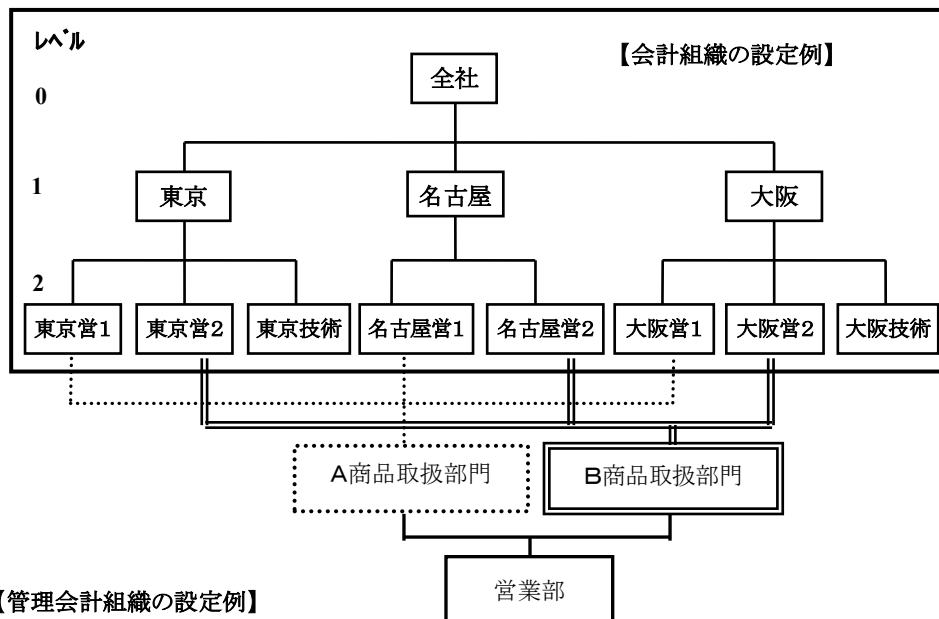 ﾚﾍﾞﾙ
【会計組織の設定例】
全社
0
1
東京
名古屋
大阪
2
東京営1
東京営2
東京技術
名古屋営1
名古屋営2
大阪営1
大阪営2
大阪技術
A商品取扱部門
B商品取扱部門
営業部
【管理会計組織の設定例】